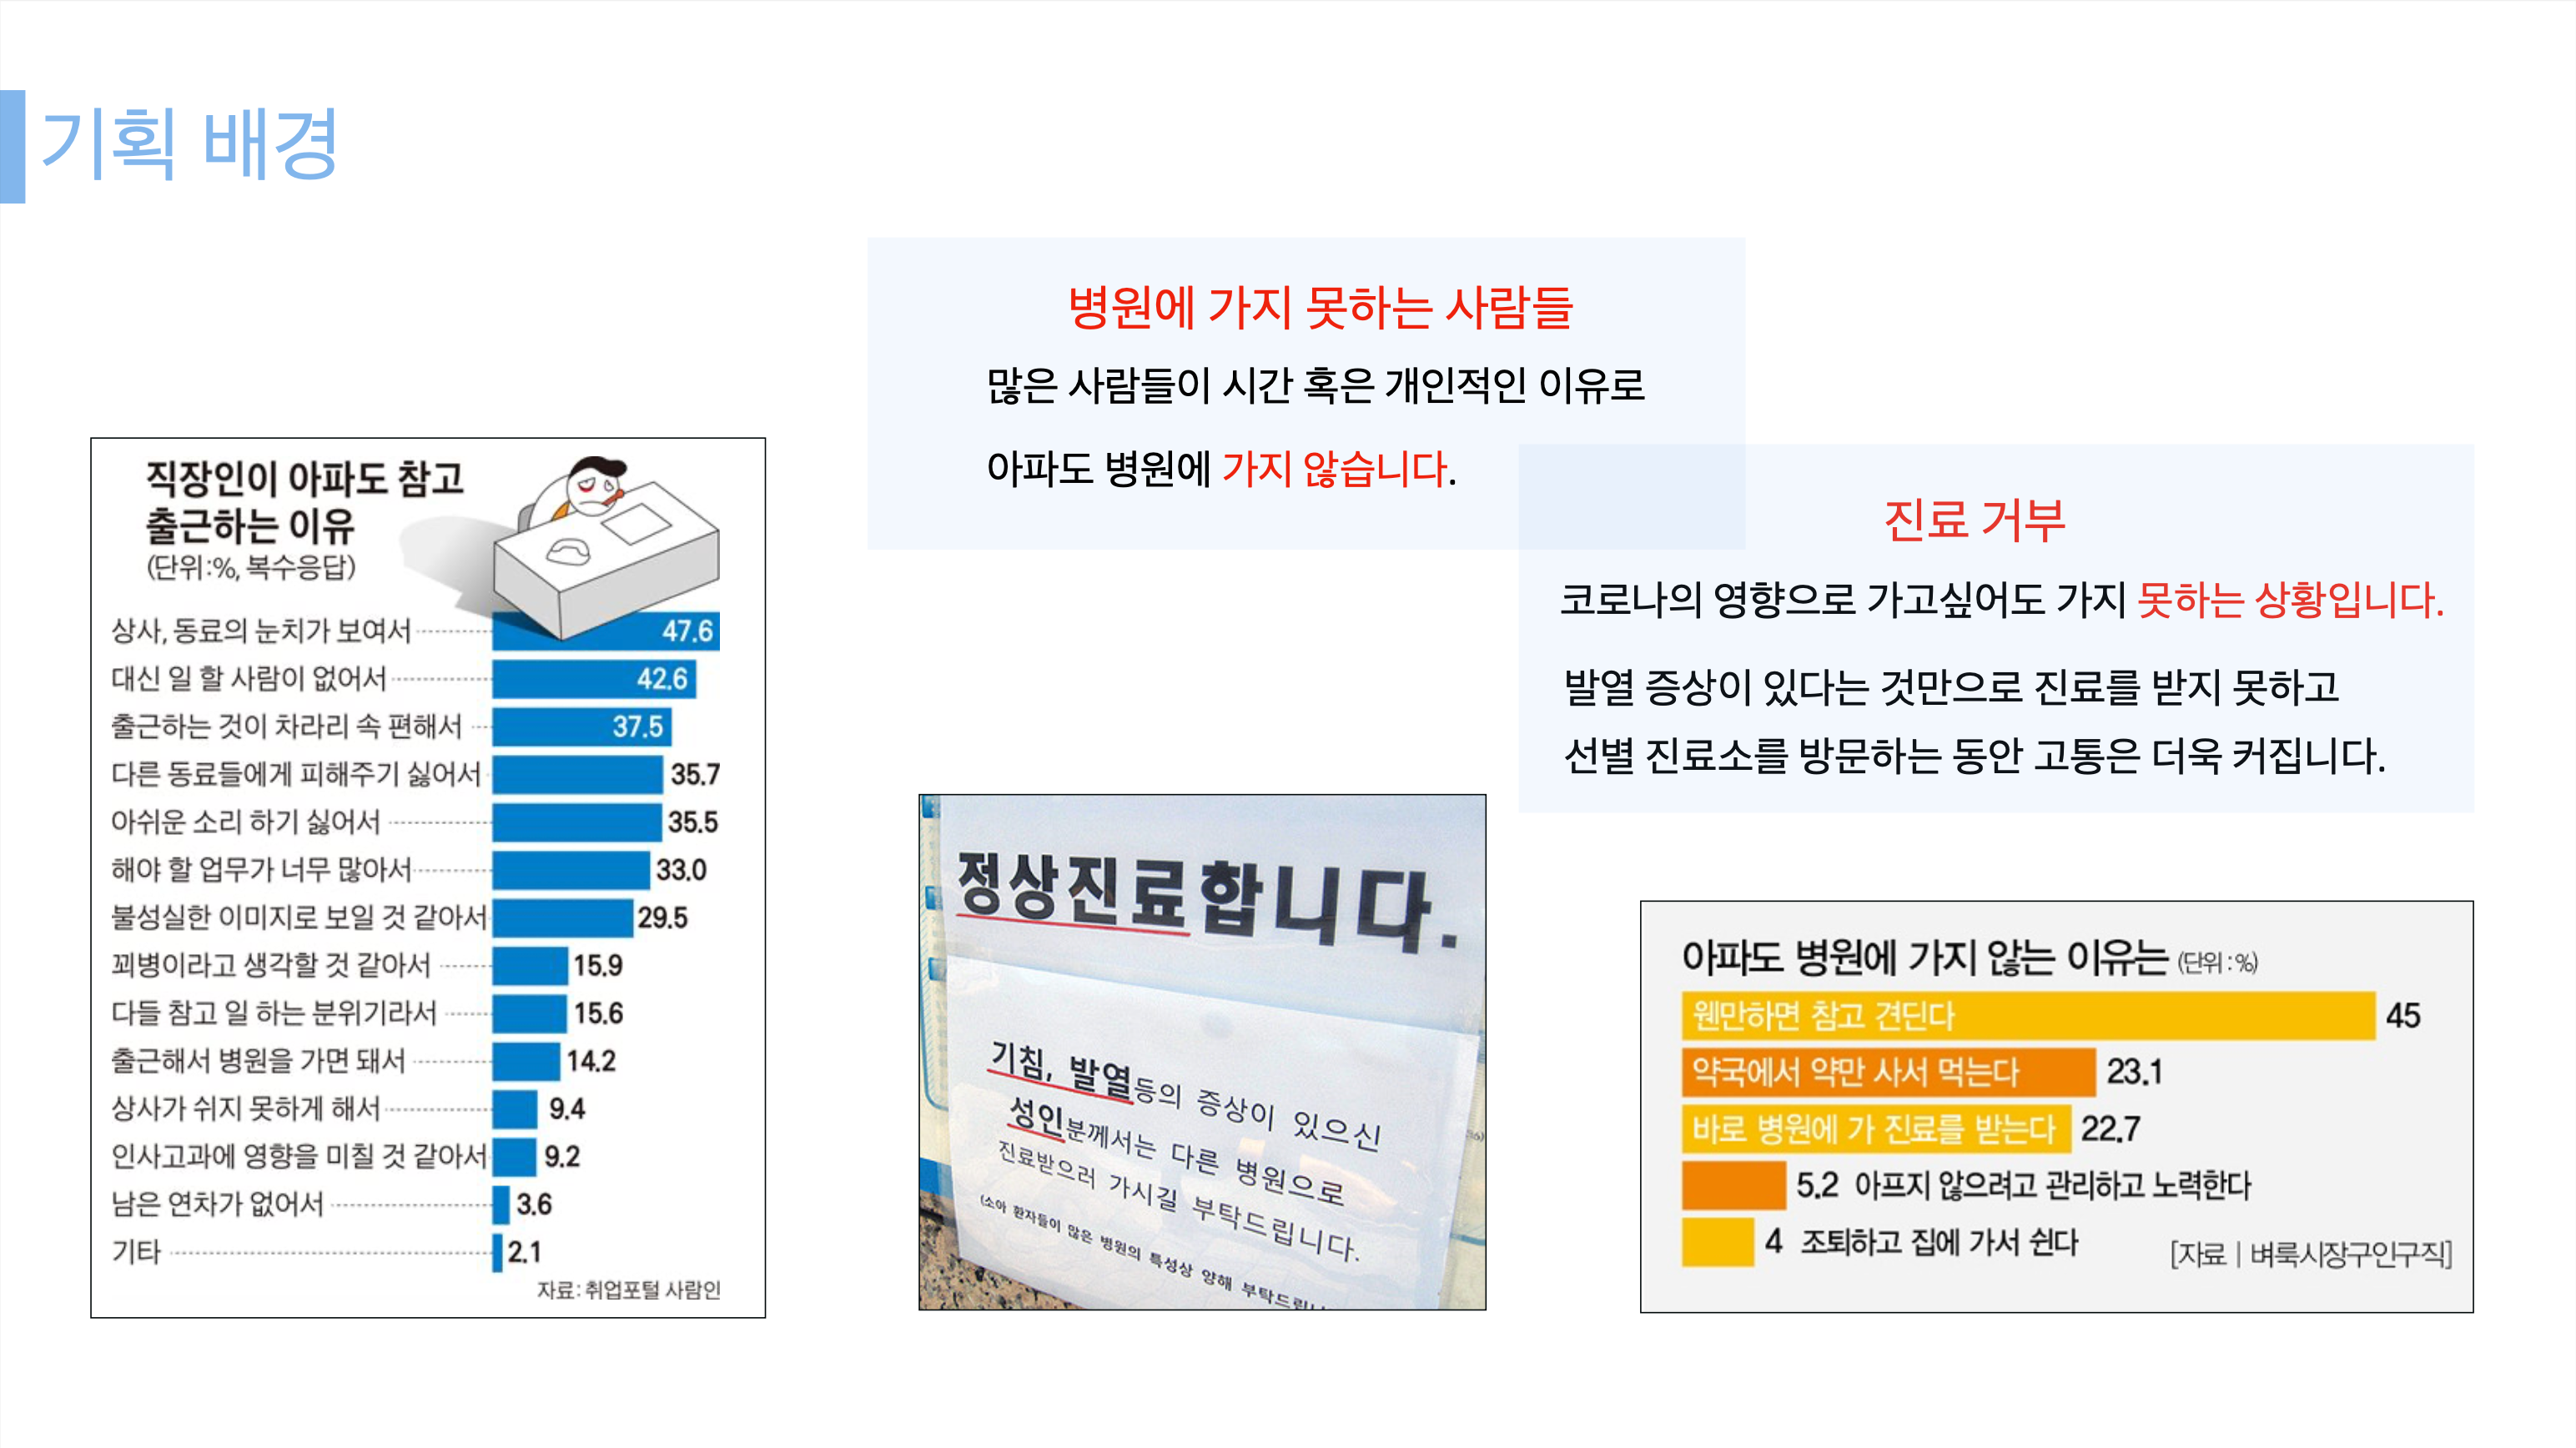 기획 배경
병원에 가지 못하는 사람들
많은 사람들이 시간 혹은 개인적인 이유로
아파도 병원에 가지 않습니다.
진료 거부
코로나의 영향으로 가고싶어도 가지 못하는 상황입니다.
발열 증상이 있다는 것만으로 진료를 받지 못하고
선별 진료소를 방문하는 동안 고통은 더욱 커집니다.
직장인이 아파도 참고
출근하는 이유
(단위:%, 복수응답)
상사, 동료의 눈치가 보여서 47.6
대신 일 할 사람이 없어서 42.6
출근하는 것이 차라리 속 편해서 37.5
다른 동료들에게 피해주기 싫어서 35.7
아쉬운 소리 하기 싫어서 35.5
해야 할 업무가 너무 많아서 33.0
불성실한 이미지로 보일 것 같아서 29.5
꾀병이라고 생각할 것 같아서 15.9
다들 참고 일 하는 분위기라서 15.6
출근해서 병원을 가면 돼서 14.2
상사가 쉬지 못하게 해서 9.4
인사고과에 영향을 미칠 것 같아서 9.2
남은 연차가 없어서 3.6
기타 2.1
자료: 취업포털 사람인
정상진료합니다.
기침, 발열등의 증상이 있으신
성인분께서는 다른 병원으로
진료받으러 가시길 부탁드립니다.
(소아 환자들이 많은 병원의 특성상 양해
아파도 병원에 가지 않는 이유는 (단위:%)
웬만하면 참고 견딘다 45
약국에서 약만 사서 먹는다 23.1
바로 병원에 가 진료를 받는다 22.7
5.2 아프지 않으려고 관리하고 노력한다
4 조퇴하고 집에 가서 쉰다
[자료 | 벼룩시장구인구직]